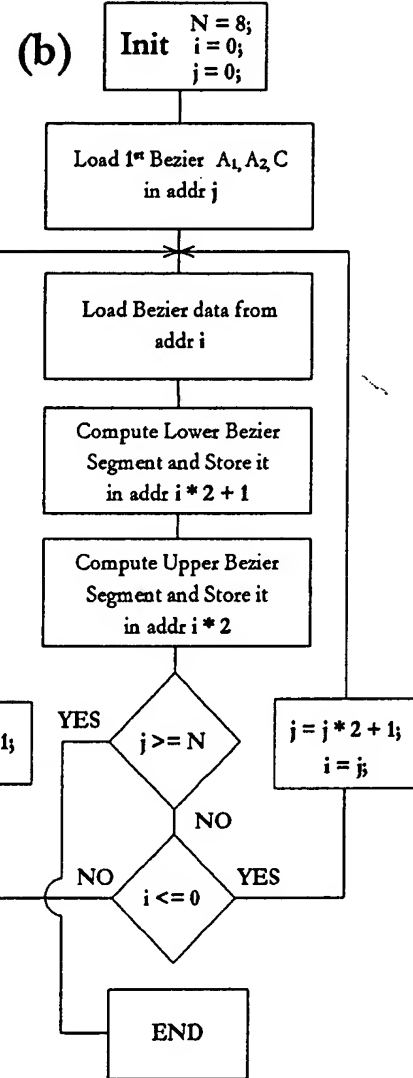 (b)
Init
N = 8;
i = 0;
j = 0;
Load 1st Bezier A1, A2, C
in addr j
Load Bezier data from
addr i
Compute Lower Bezier
Segment and Store it
in addr i * 2 + 1
Compute Upper Bezier
Segment and Store it
in addr i * 2
YES
j >= N
1;
j = j * 2 + 1;
i = j;
NO
NO
i <= 0
YES
END